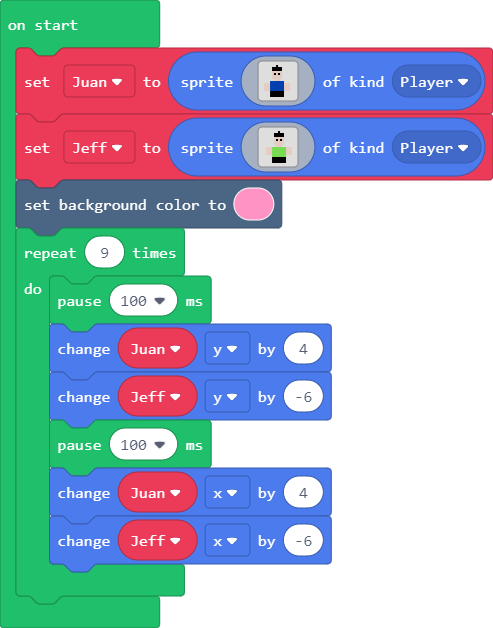 on start
set Juan to sprite of kind Player
set Jeff to sprite of kind Player
set background color to
repeat 9 times
do
pause 100 ms
change Juan y by 4
change Jeff y by -6
pause 100 ms
change Juan x by 4
change Jeff x by -6